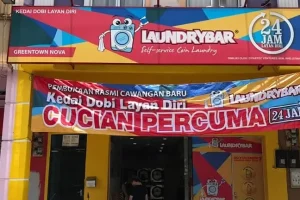 KEDAI DOBI LAYAN DIRI
LAUNDRYBAR
Self-service Coin Laundry
24
JAM
GREENTOWN NOVA
PEMBUKAAN RASMI CAWANGAN BARU
Kedai Dobi Layan Diri
LAUNDRYBAR
CUCIAN PERCUMA
24 JAM
LAUNDRYBAR